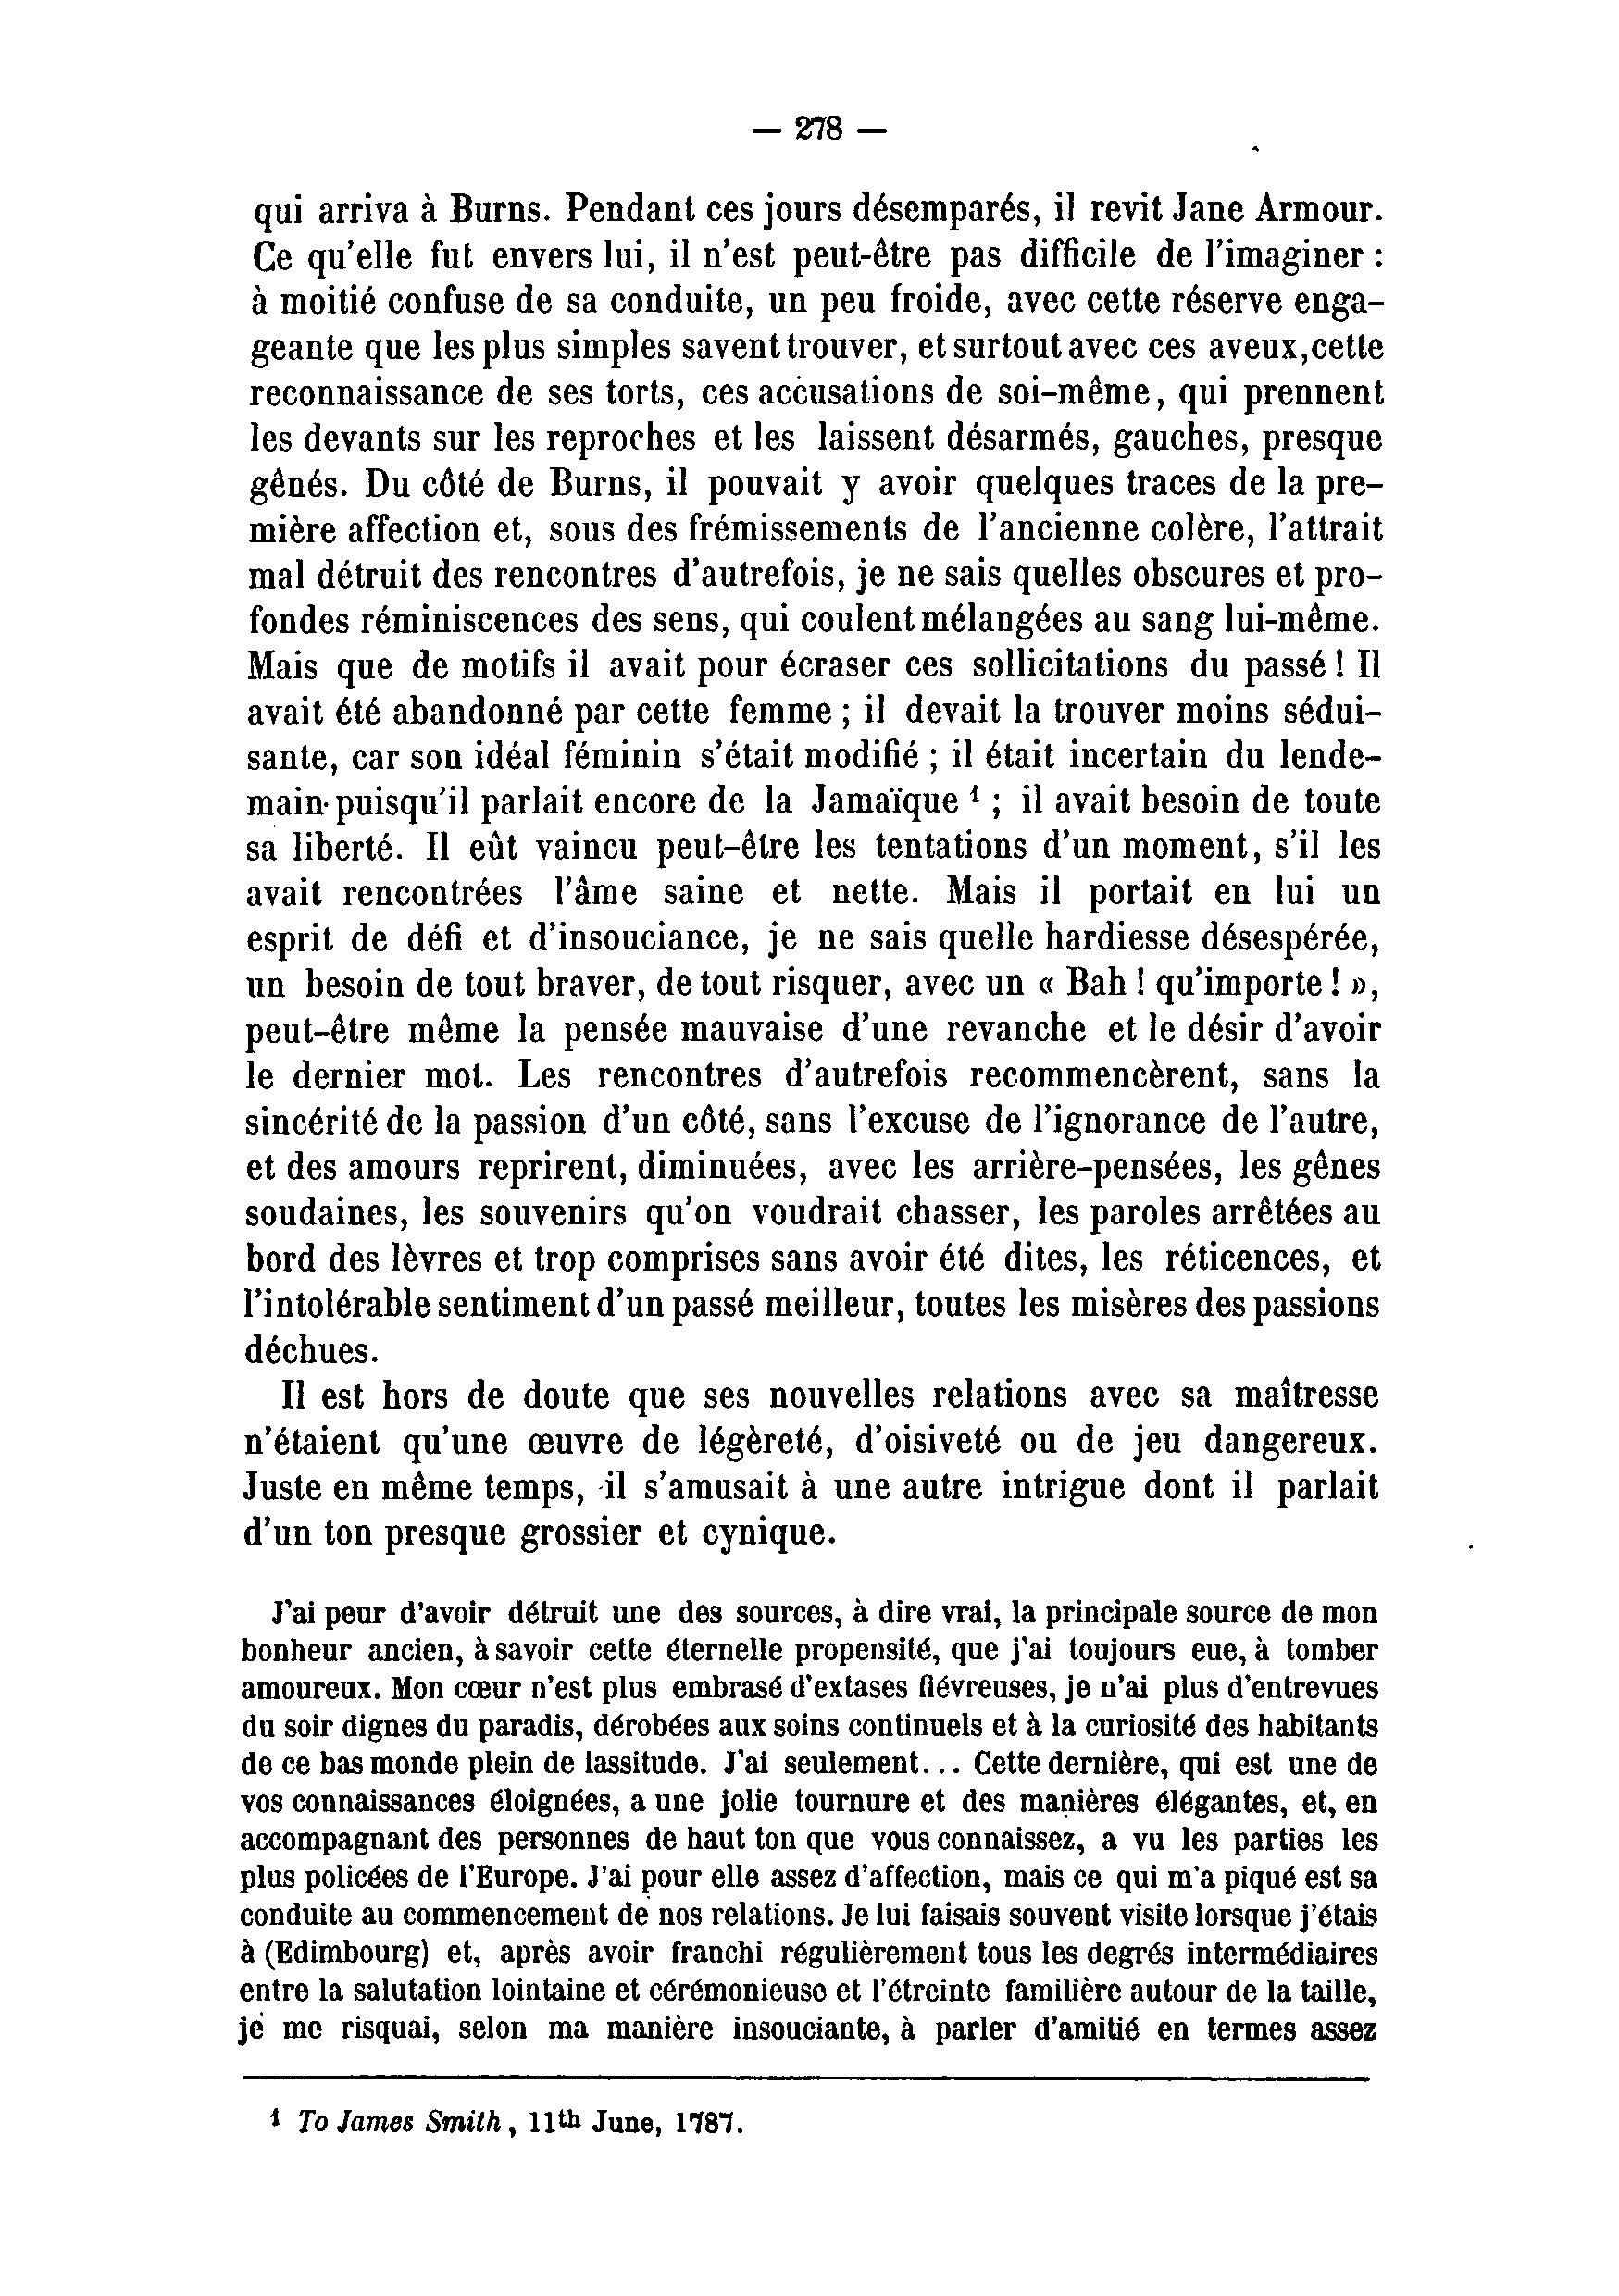 — 278 —
qui arriva à Burns. Pendant ces jours désemparés, il revit Jane Armour.
Ce qu'elle fut envers lui, il n'est peut-être pas difficile de l'imaginer :
à moitié confuse de sa conduite, un peu froide, avec cette réserve enga-
geante que les plus simples savent trouver, et surtout avec ces aveux, cette
reconnaissance de ses torts, ces accusations de soi-même, qui prennent
les devants sur les reproches et les laissent désarmés, gauches, presque
gênés. Du côté de Burns, il pouvait y avoir quelques traces de la pre-
mière affection et, sous des frémissements de l'ancienne colère, l'attrait
mal détruit des rencontres d'autrefois, je ne sais quelles obscures et pro-
fondes réminiscences des sens, qui coulent mélangées au sang lui-même.
Mais que de motifs il avait pour écraser ces sollicitations du passé ! Il
avait été abandonné par cette femme ; il devait la trouver moins sédui-
sante, car son idéal féminin s'était modifié ; il était incertain du lende-
main puisqu'il parlait encore de la Jamaïque 1 ; il avait besoin de toute
sa liberté. Il eût vaincu peut-être les tentations d'un moment, s'il les
avait rencontrées l'âme saine et nette. Mais il portait en lui un
esprit de défi et d'insouciance, je ne sais quelle hardiesse désespérée,
un besoin de tout braver, de tout risquer, avec un « Bah ! qu'importe ! »,
peut-être même la pensée mauvaise d'une revanche et le désir d'avoir
le dernier mot. Les rencontres d'autrefois recommencèrent, sans la
sincérité de la passion d'un côté, sans l'excuse de l'ignorance de l'autre,
et des amours reprirent, diminuées, avec les arrière-pensées, les gênes
soudaines, les souvenirs qu'on voudrait chasser, les paroles arrêtées au
bord des lèvres et trop comprises sans avoir été dites, les réticences, et
l'intolérable sentiment d'un passé meilleur, toutes les misères des passions
déchues.
Il est hors de doute que ses nouvelles relations avec sa maîtresse
n'étaient qu'une œuvre de légèreté, d'oisiveté ou de jeu dangereux.
Juste en même temps, il s'amusait à une autre intrigue dont il parlait
d'un ton presque grossier et cynique.
J'ai peur d'avoir détruit une des sources, à dire vrai, la principale source de mon
bonheur ancien, à savoir cette éternelle propensité, que j'ai toujours eue, à tomber
amoureux. Mon cœur n'est plus embrasé d'extases fiévreuses, je n'ai plus d'entrevues
du soir dignes du paradis, dérobées aux soins continuels et à la curiosité des habitants
de ce bas monde plein de lassitude. J'ai seulement... Cette dernière, qui est une de
vos connaissances éloignées, a une jolie tournure et des manières élégantes, et, en
accompagnant des personnes de haut ton que vous connaissez, a vu les parties les
plus policées de l'Europe. J'ai pour elle assez d'affection, mais ce qui m'a piqué est sa
conduite au commencement de nos relations. Je lui faisais souvent visite lorsque j'étais
à (Edimbourg) et, après avoir franchi régulièrement tous les degrés intermédiaires
entre la salutation lointaine et cérémonieuse et l'étreinte familière autour de la taille,
je me risquai, selon ma manière insouciante, à parler d'amitié en termes assez
1 To James Smith, 11th June, 1787.